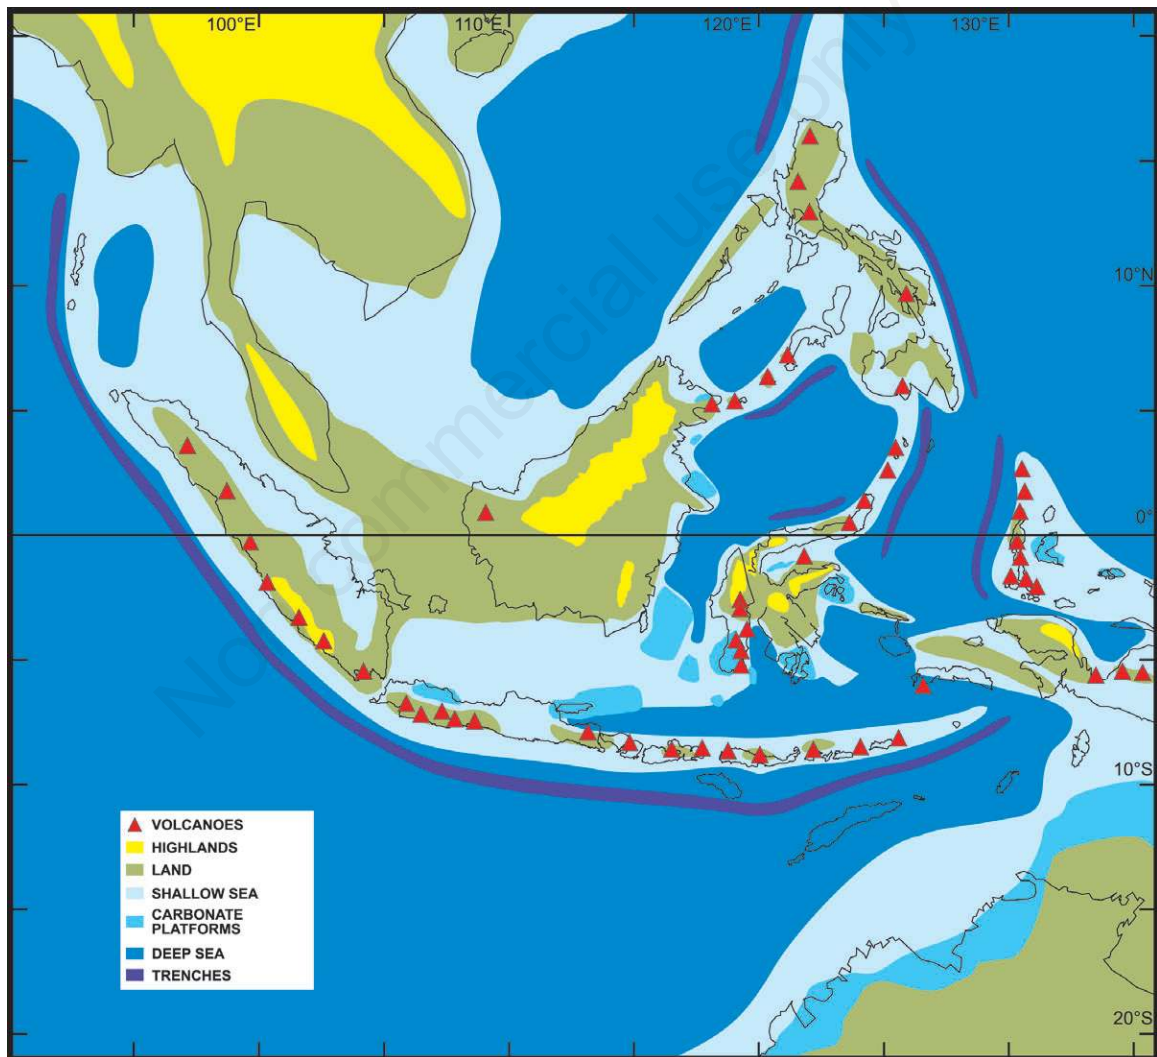 100°E
110°E
120°E
130°E
10°N
0°
10°S
20°S
VOLCANOES
HIGHLANDS
LAND
SHALLOW SEA
CARBONATE
PLATFORMS
DEEP SEA
TRENCHES
Non-commercial use only